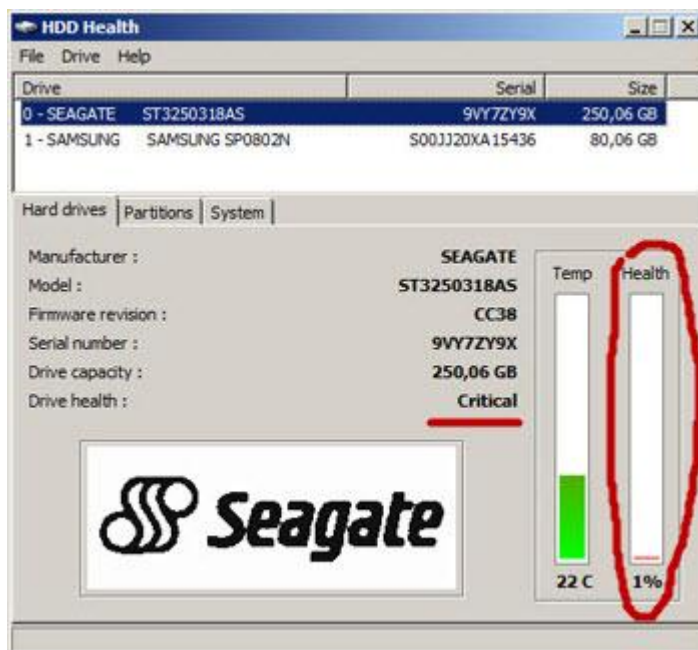 HDD Health
File Drive Help
Drive Serial Size
0 - SEAGATE ST3250318AS 9VY7ZY9X 250,06 GB
1 - SAMSUNG SAMSUNG SP0802N S00JJ20XA15436 80,06 GB
Hard drives Partitions System
Manufacturer : SEAGATE
Model : ST3250318AS
Firmware revision : CC38
Serial number : 9VY7ZY9X
Drive capacity : 250,06 GB
Drive health : Critical
Temp Health
Seagate
22 C 1%